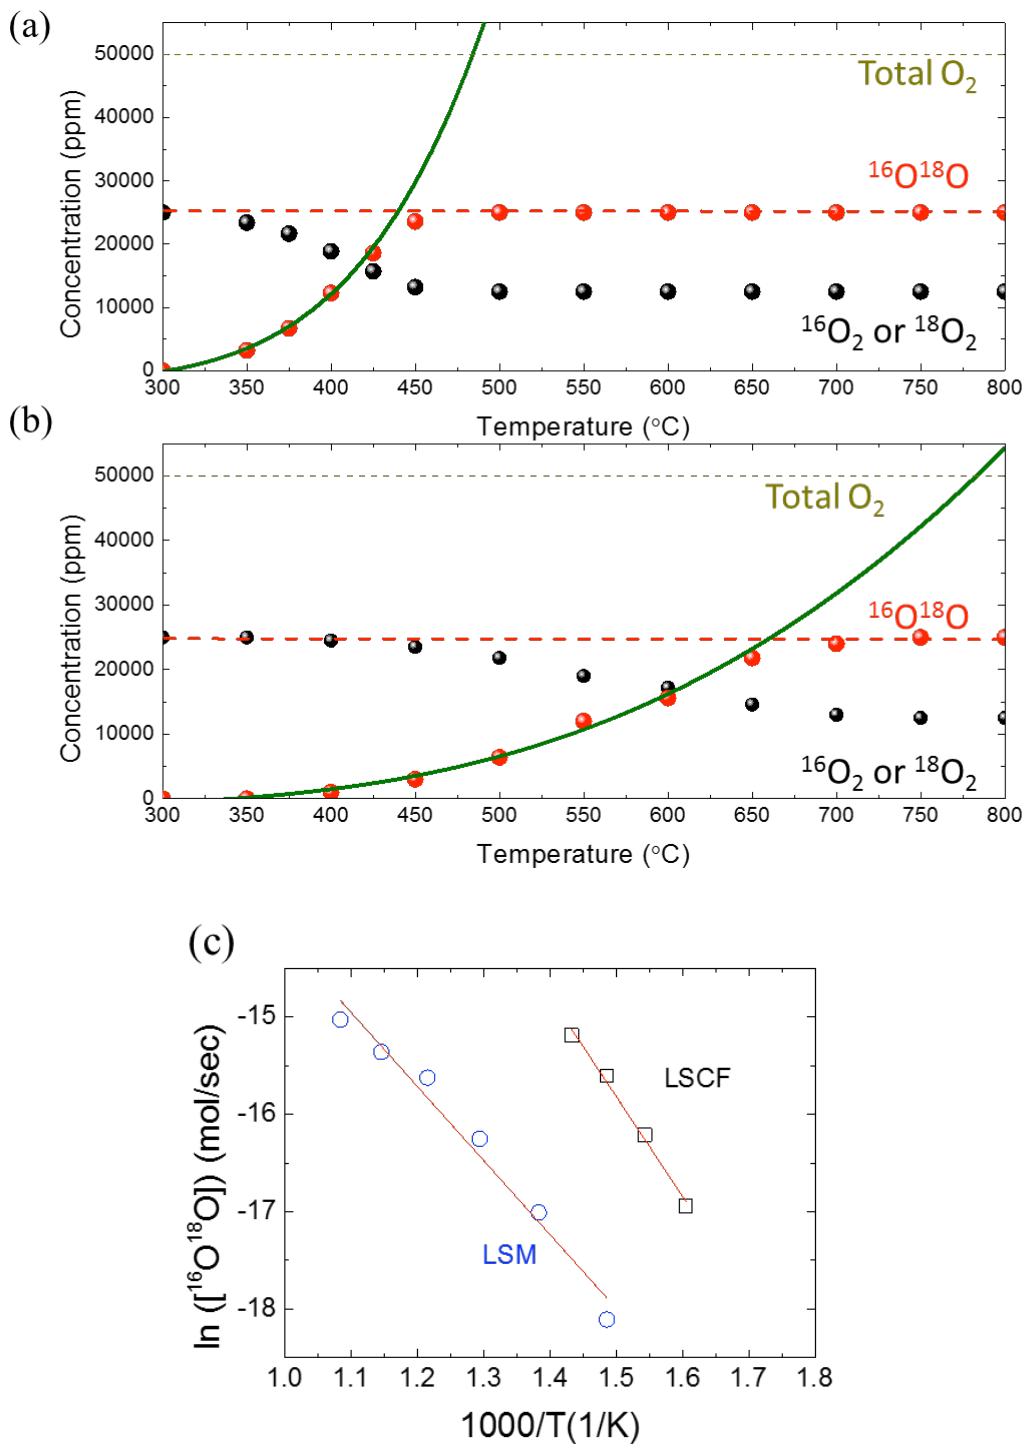 (a)
50000
40000
30000
20000
10000
0
Concentration (ppm)
Total O₂
¹⁶O¹⁸O
¹⁶O₂ or ¹⁸O₂
300 350 400 450 500 550 600 650 700 750 800
Temperature (°C)
(b)
50000
40000
30000
20000
10000
0
Concentration (ppm)
Total O₂
¹⁶O¹⁸O
¹⁶O₂ or ¹⁸O₂
300 350 400 450 500 550 600 650 700 750 800
Temperature (°C)
(c)
-15
-16
-17
-18
ln ([¹⁶O¹⁸O]) (mol/sec)
LSCF
LSM
1.0 1.1 1.2 1.3 1.4 1.5 1.6 1.7 1.8
1000/T(1/K)